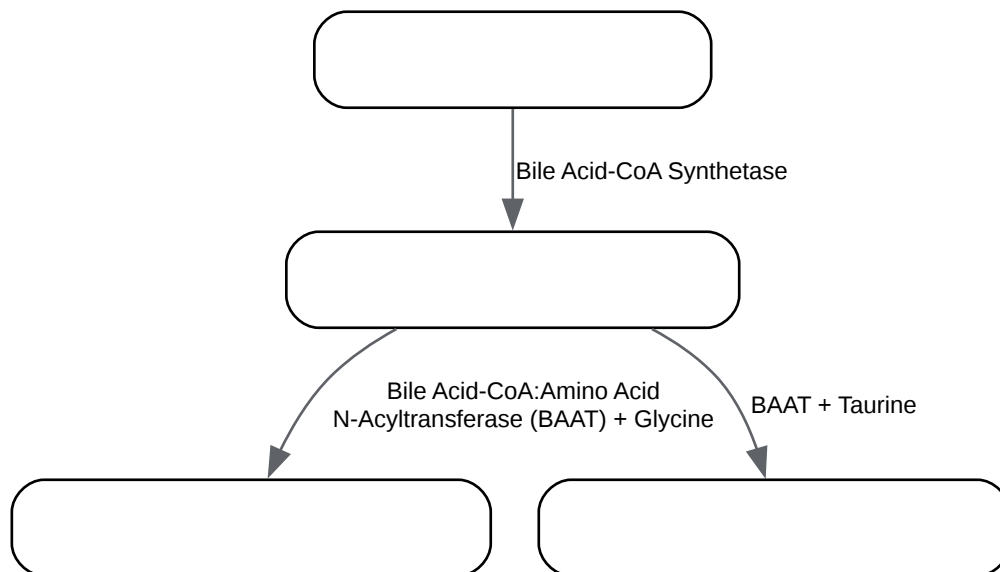 Bile Acid-CoA Synthetase
Bile Acid-CoA:Amino Acid
N-Acyltransferase (BAAT) + Glycine
BAAT + Taurine